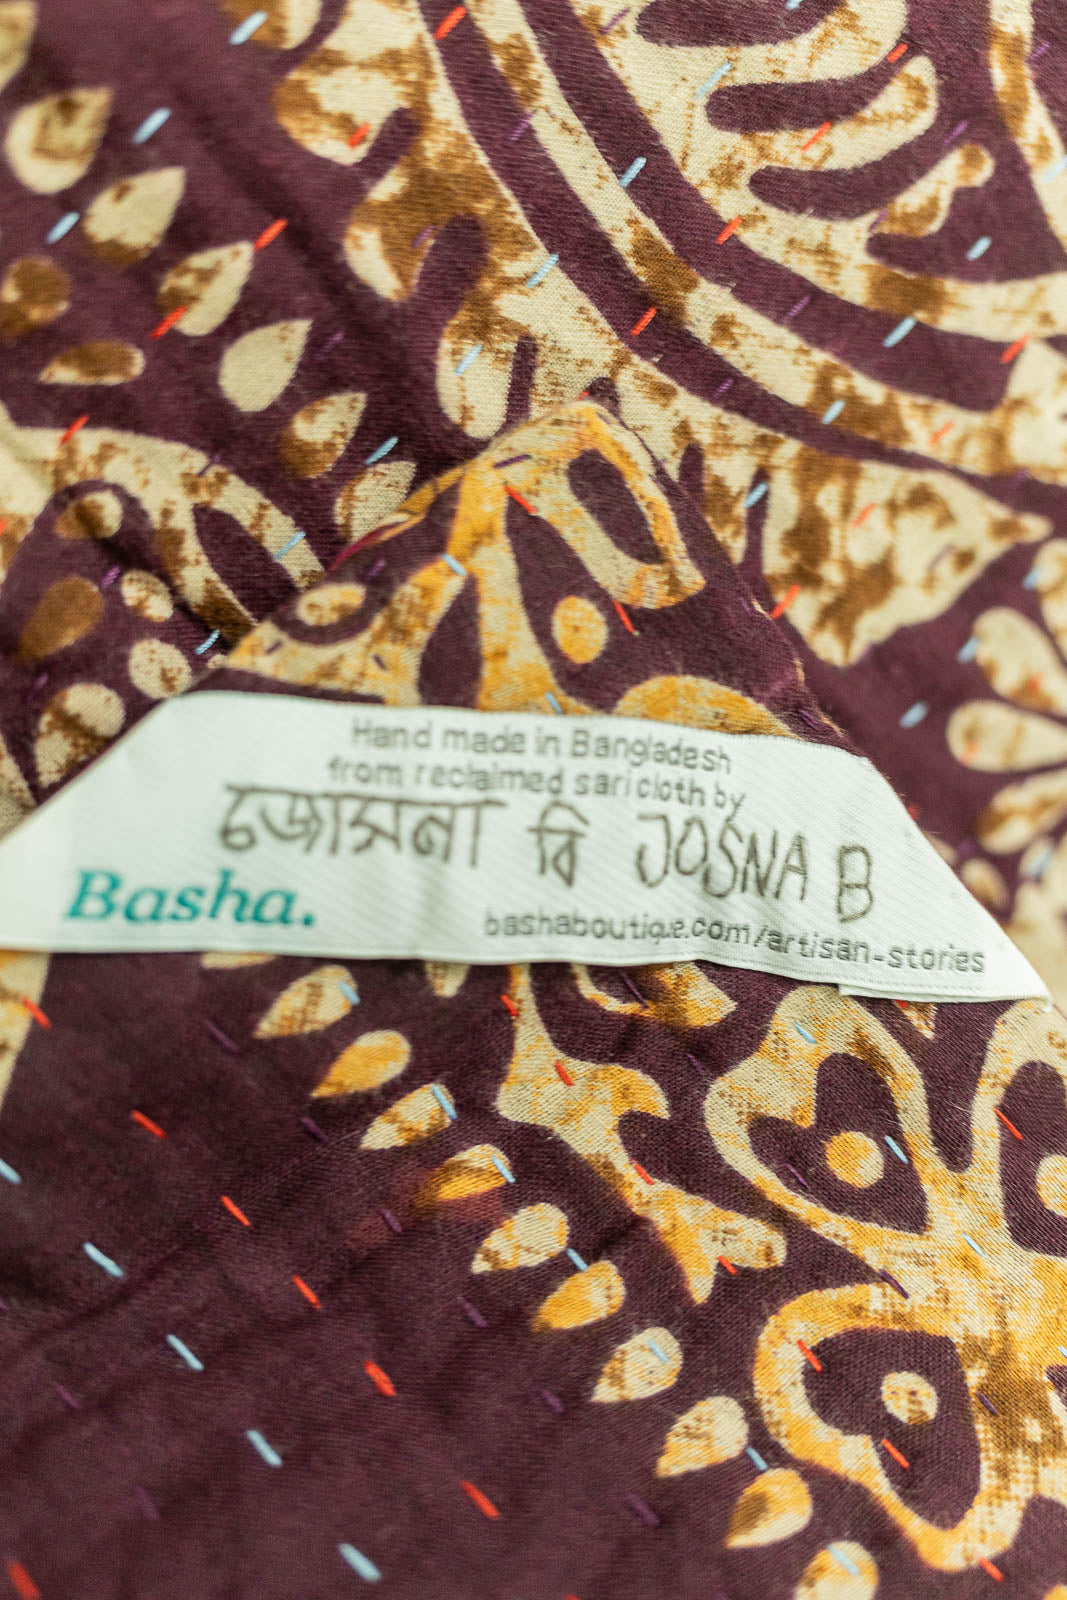 Hand made in Bangladesh
from reclaimed sari cloth by
জোসনা বি JOSNA B
Basha.
bashaboutique.com/artisan-stories